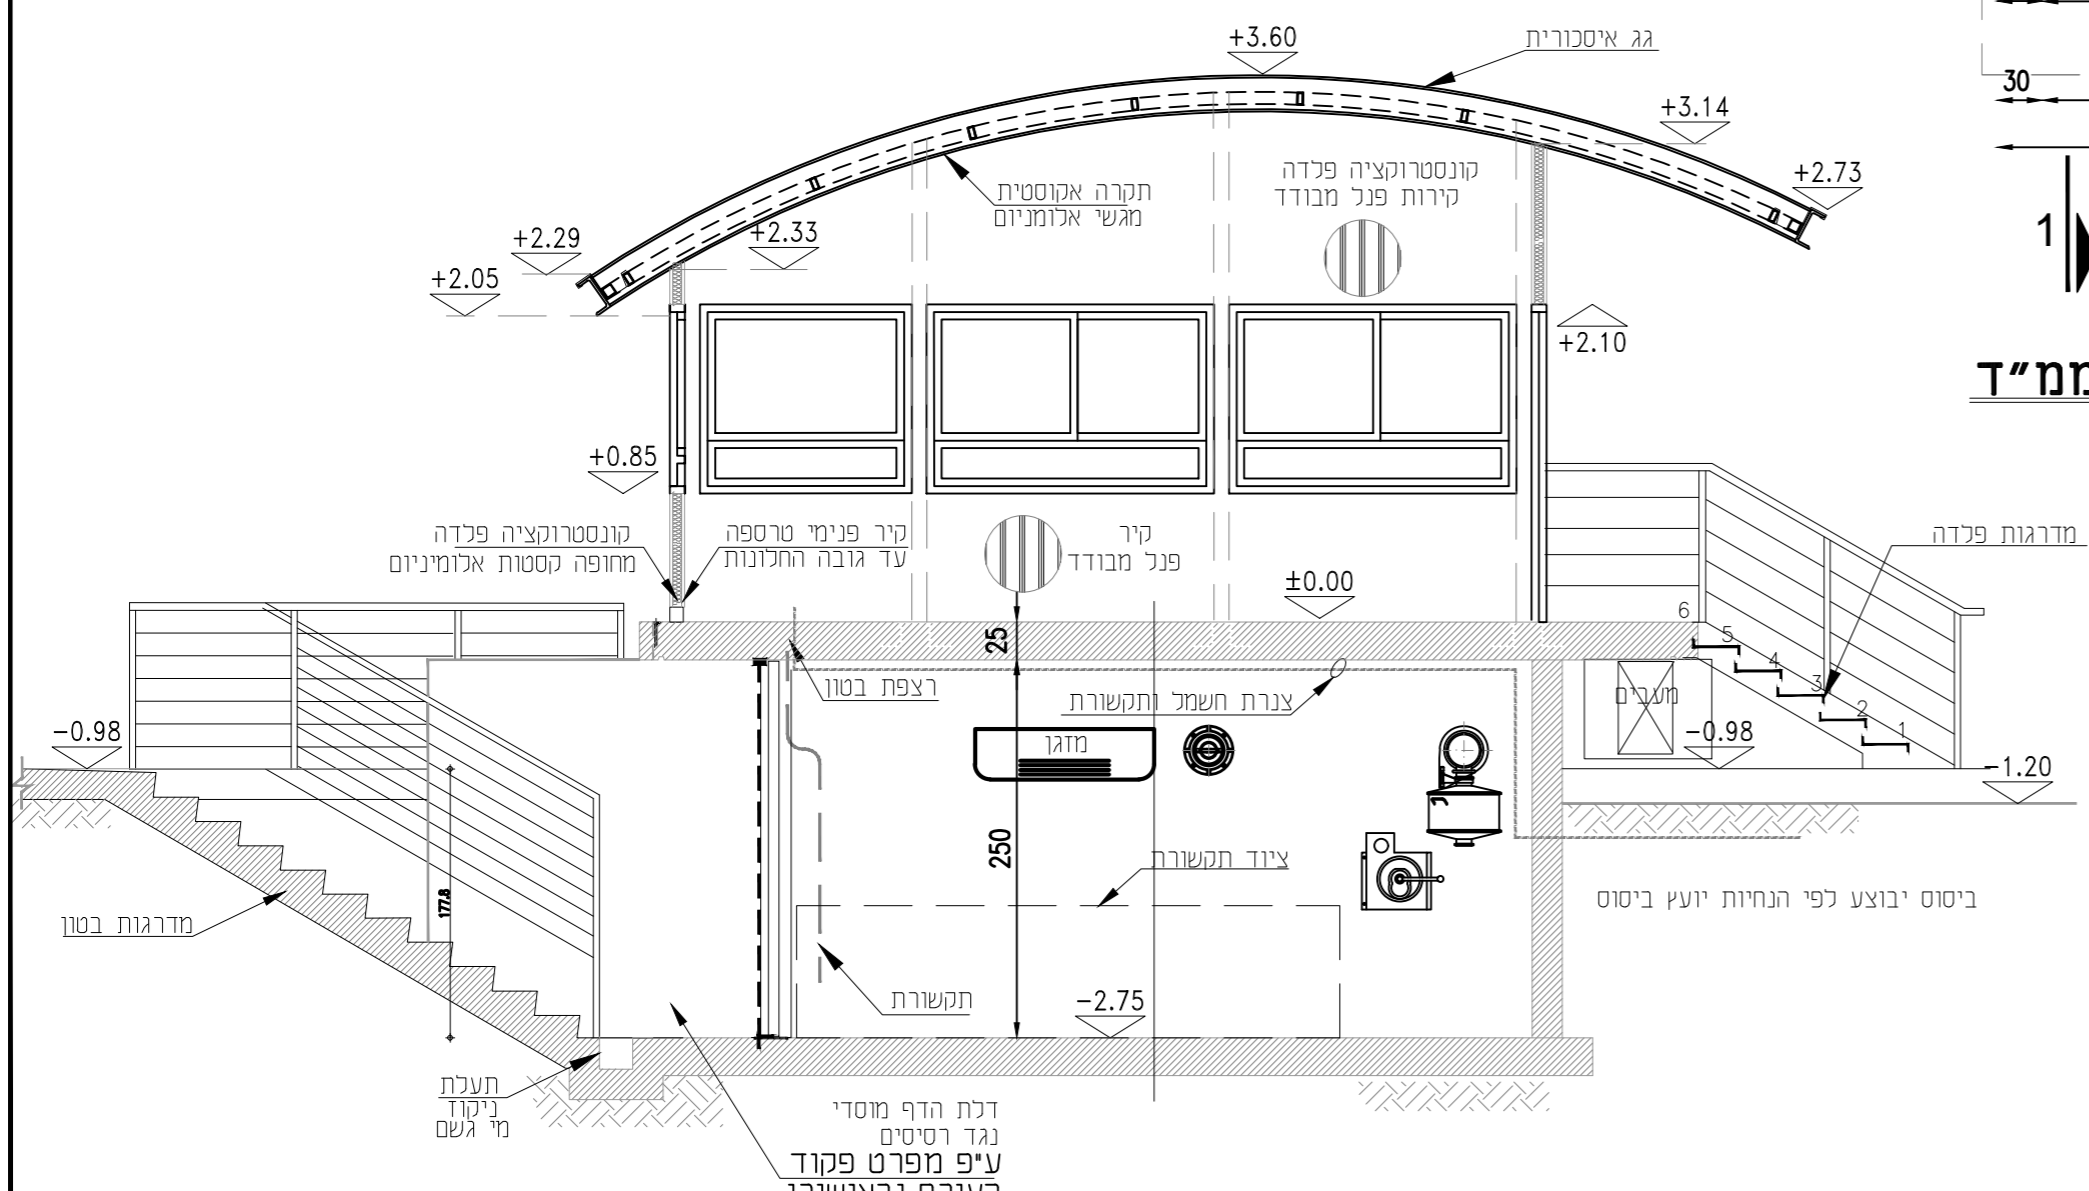 +3.60
גג איסכורית
30
+3.14
+2.73
קונסטרוקציה פלדה
קירות פנל מבודד
תקרה אקוסטית
מגשי אלומניום
1
+2.29
+2.33
+2.05
+2.10
ממ"ד
+0.85
קונסטרוקציה פלדה
מחופה קסטות אלומיניום
קיר פנימי טרספה
עד גובה החלונות
קיר
פנל מבודד
מדרגות פלדה
±0.00
6
5
4
3
2
1
25
רצפת בטון
צנרת חשמל ותקשורת
מערבים
-0.98
-0.98
-1.20
מזגן
250
ציוד תקשורת
177.8
מדרגות בטון
ביסוס יבוצע לפי הנחיות יועץ ביסוס
תקשורת
-2.75
תעלת
ניקוז
מי גשם
דלת הדף מוסדי
נגד רסיסים
ע"פ מפרט פקוד